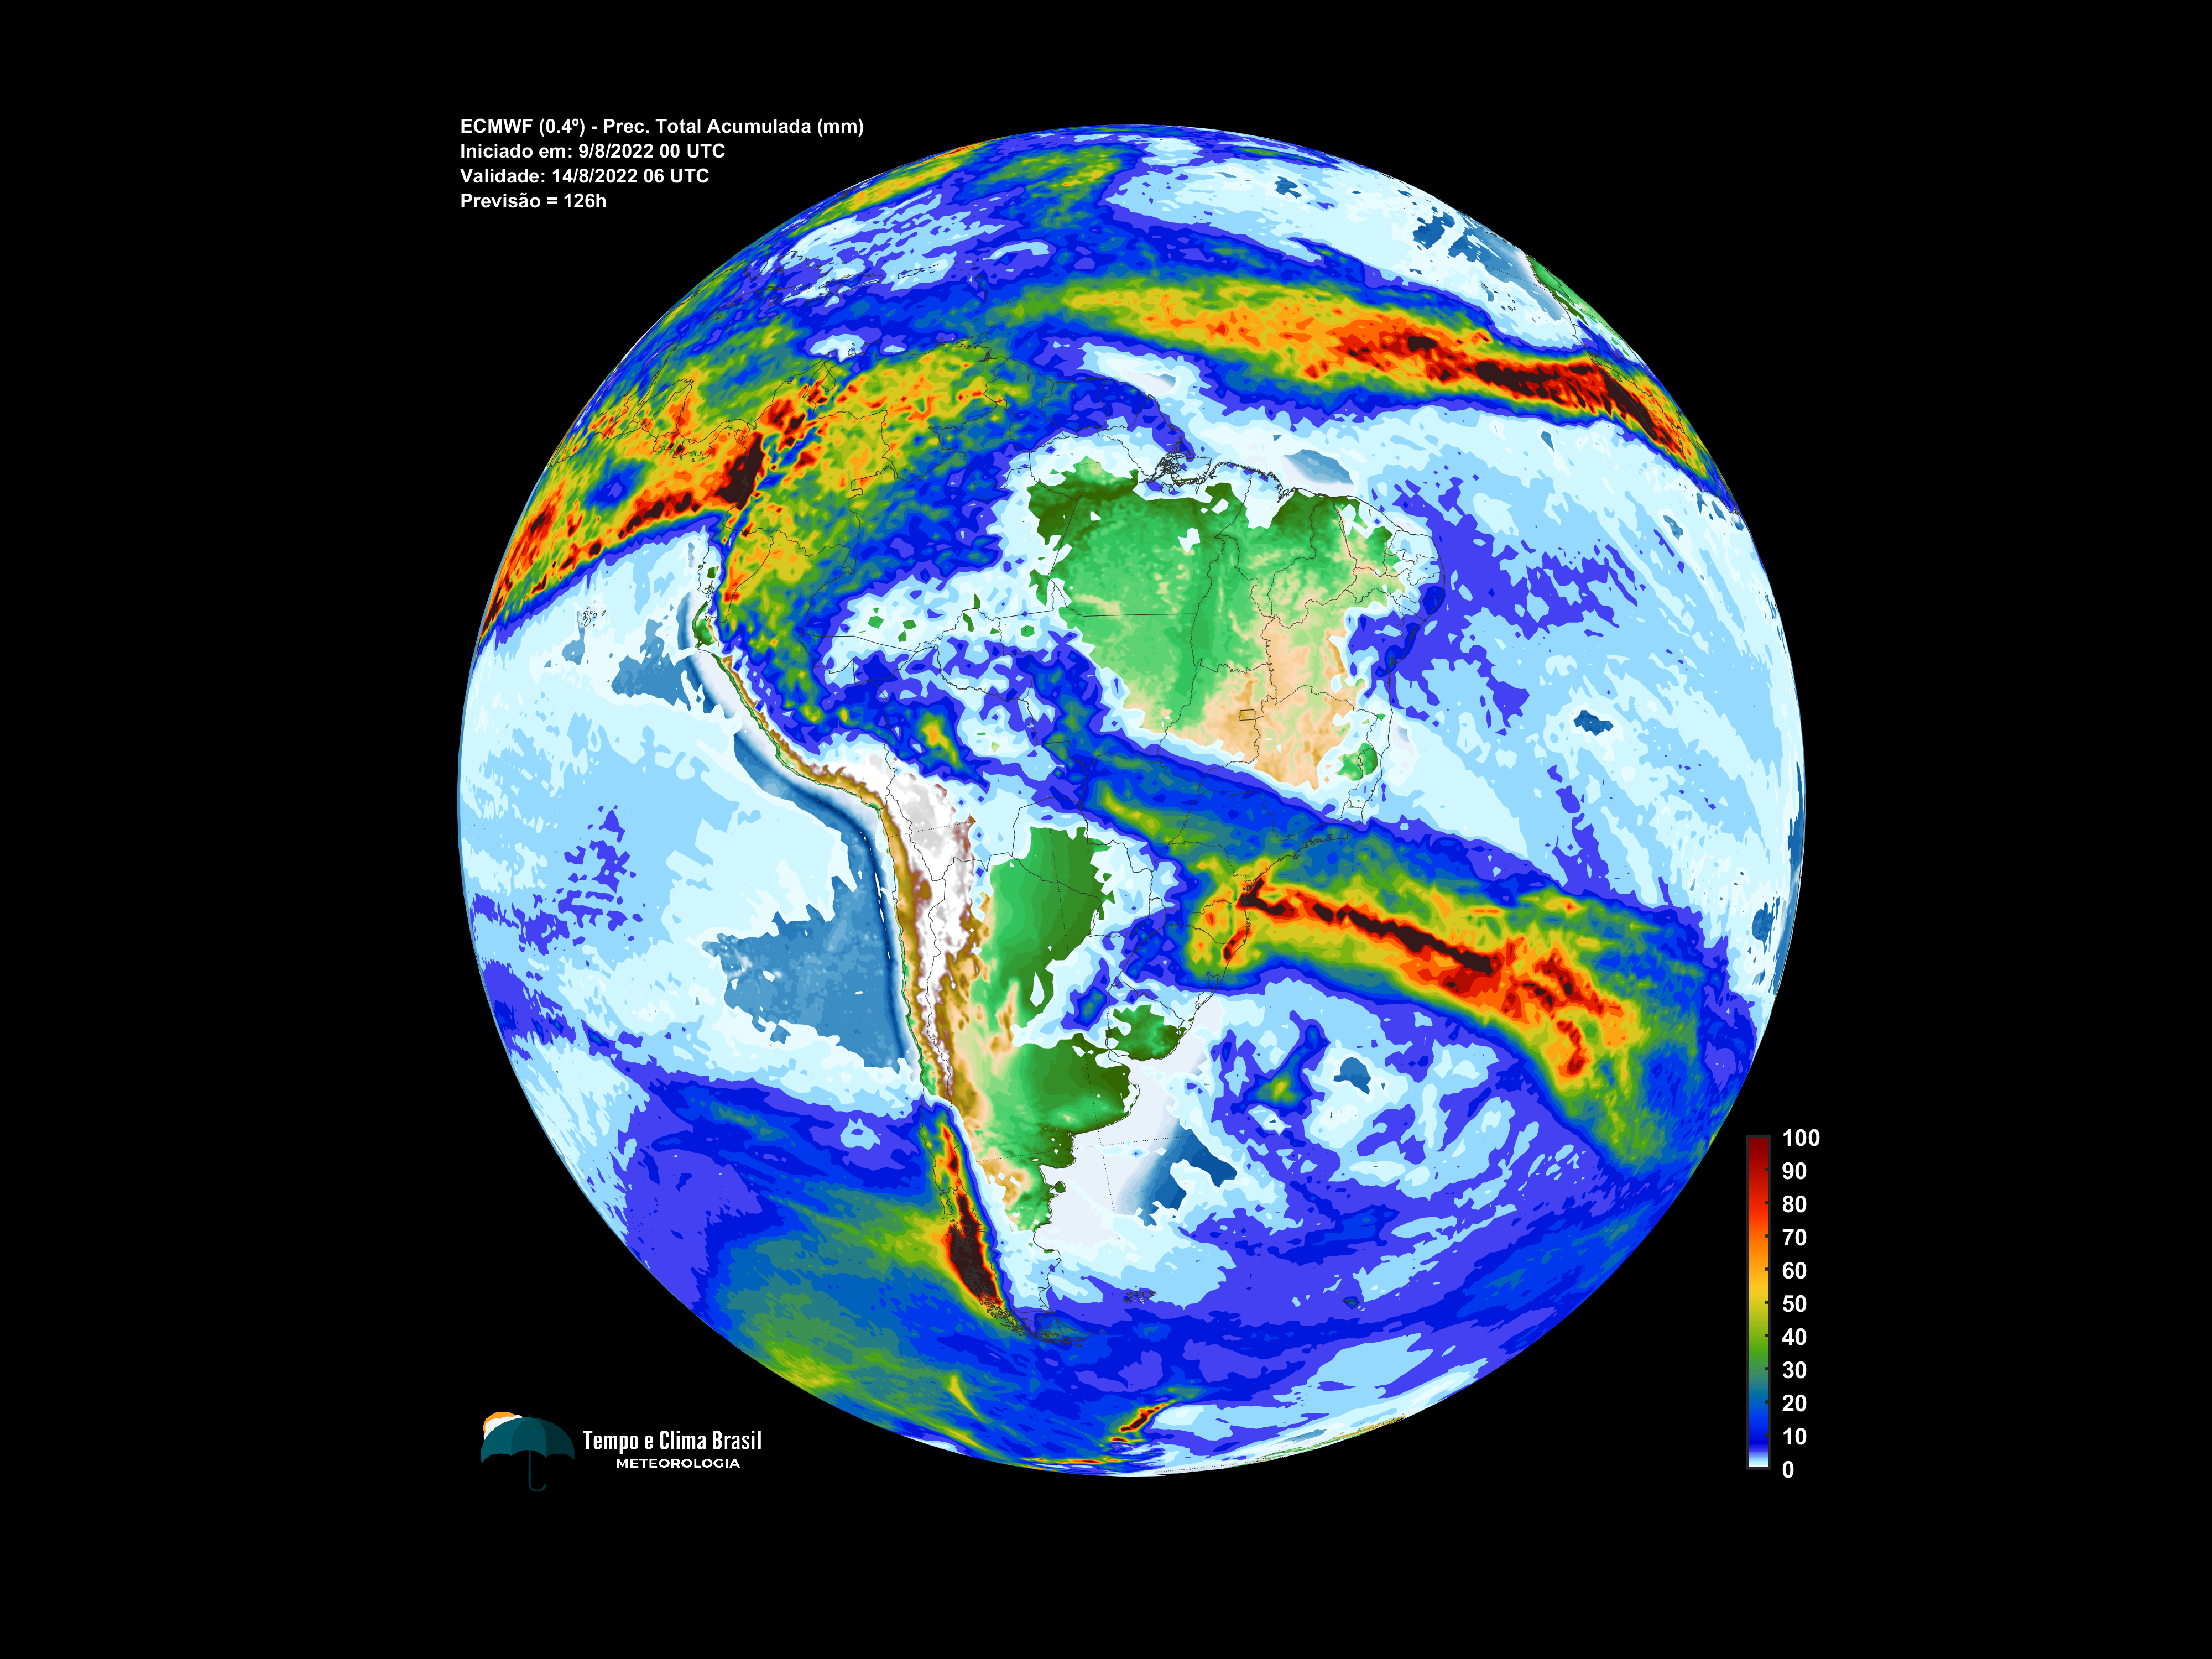 ECMWF (0.4º) - Prec. Total Acumulada (mm)
Iniciado em: 9/8/2022 00 UTC
Validade: 14/8/2022 06 UTC
Previsão = 126h
100
90
80
70
60
50
40
30
20
10
0
Tempo e Clima Brasil
METEOROLOGIA